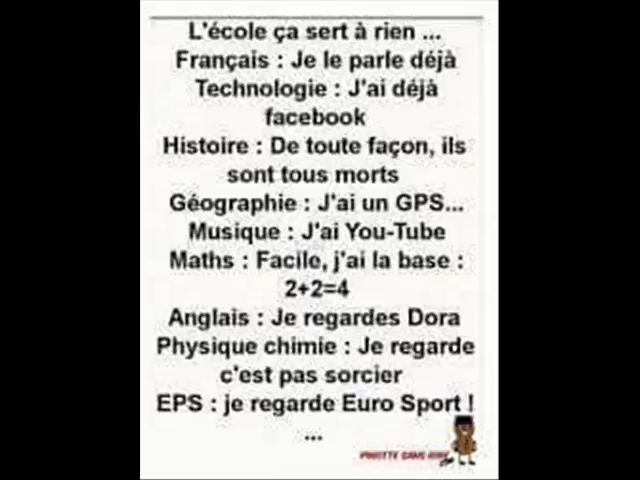 L'école ça sert à rien ...
Français : Je le parle déjà
Technologie : J'ai déjà
facebook
Histoire : De toute façon, ils
sont tous morts
Géographie : J'ai un GPS...
Musique : J'ai You-Tube
Maths : Facile, j'ai la base :
2+2=4
Anglais : Je regardes Dora
Physique chimie : Je regarde
c'est pas sorcier
EPS : je regarde Euro Sport !
...